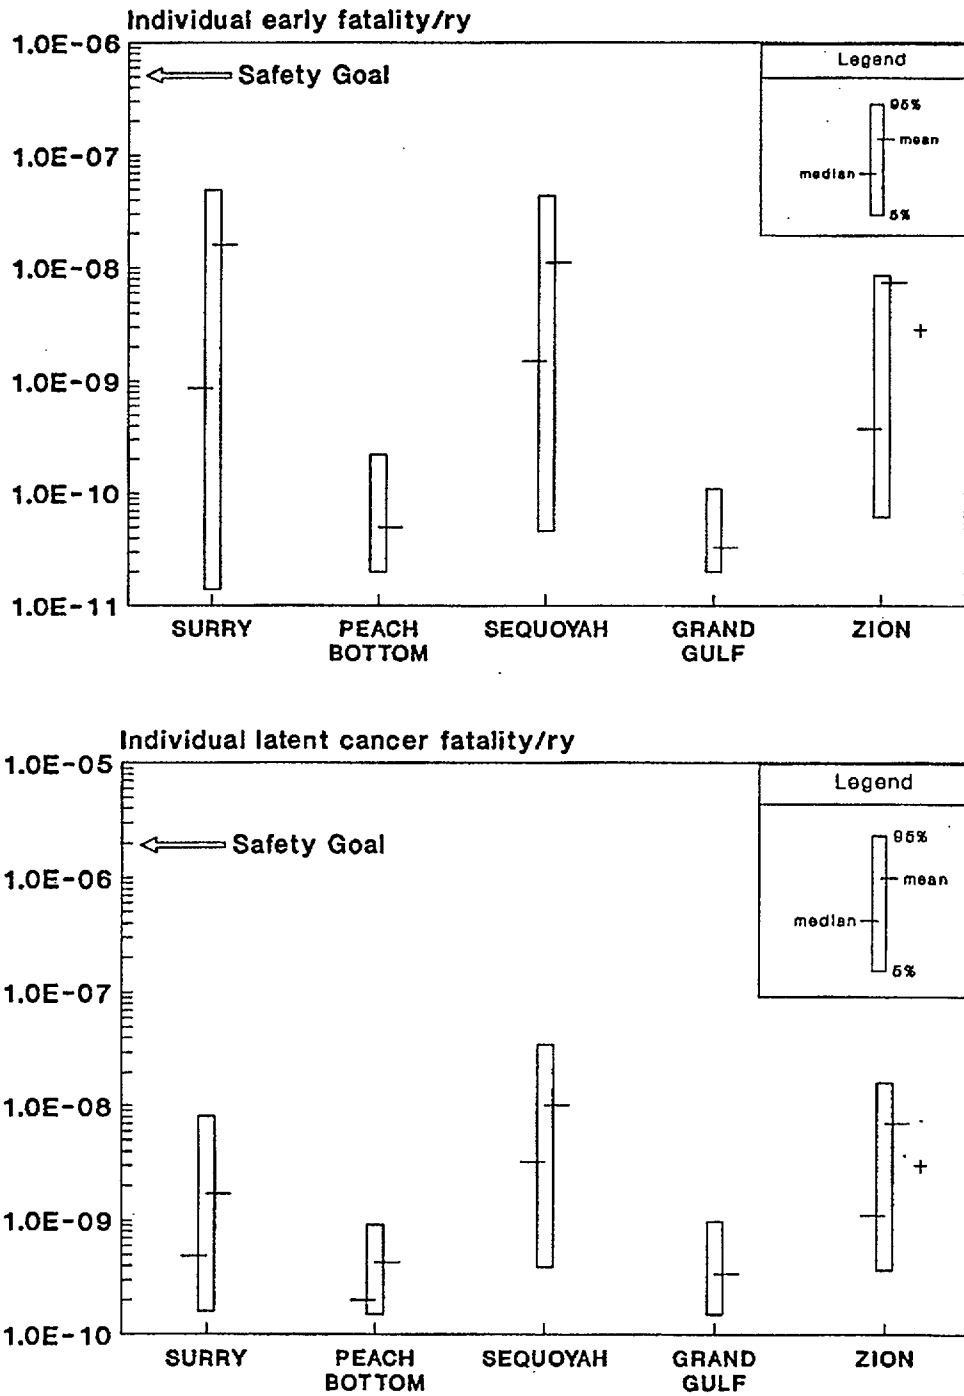 Individual early fatality/ry
1.0E-06
Safety Goal
Legend
95%
mean
median
5%
1.0E-07
1.0E-08
+
1.0E-09
1.0E-10
1.0E-11
SURRY
PEACH
BOTTOM
SEQUOYAH
GRAND
GULF
ZION
Individual latent cancer fatality/ry
1.0E-05
Safety Goal
Legend
95%
mean
median
5%
1.0E-06
1.0E-07
1.0E-08
+
1.0E-09
1.0E-10
SURRY
PEACH
BOTTOM
SEQUOYAH
GRAND
GULF
ZION